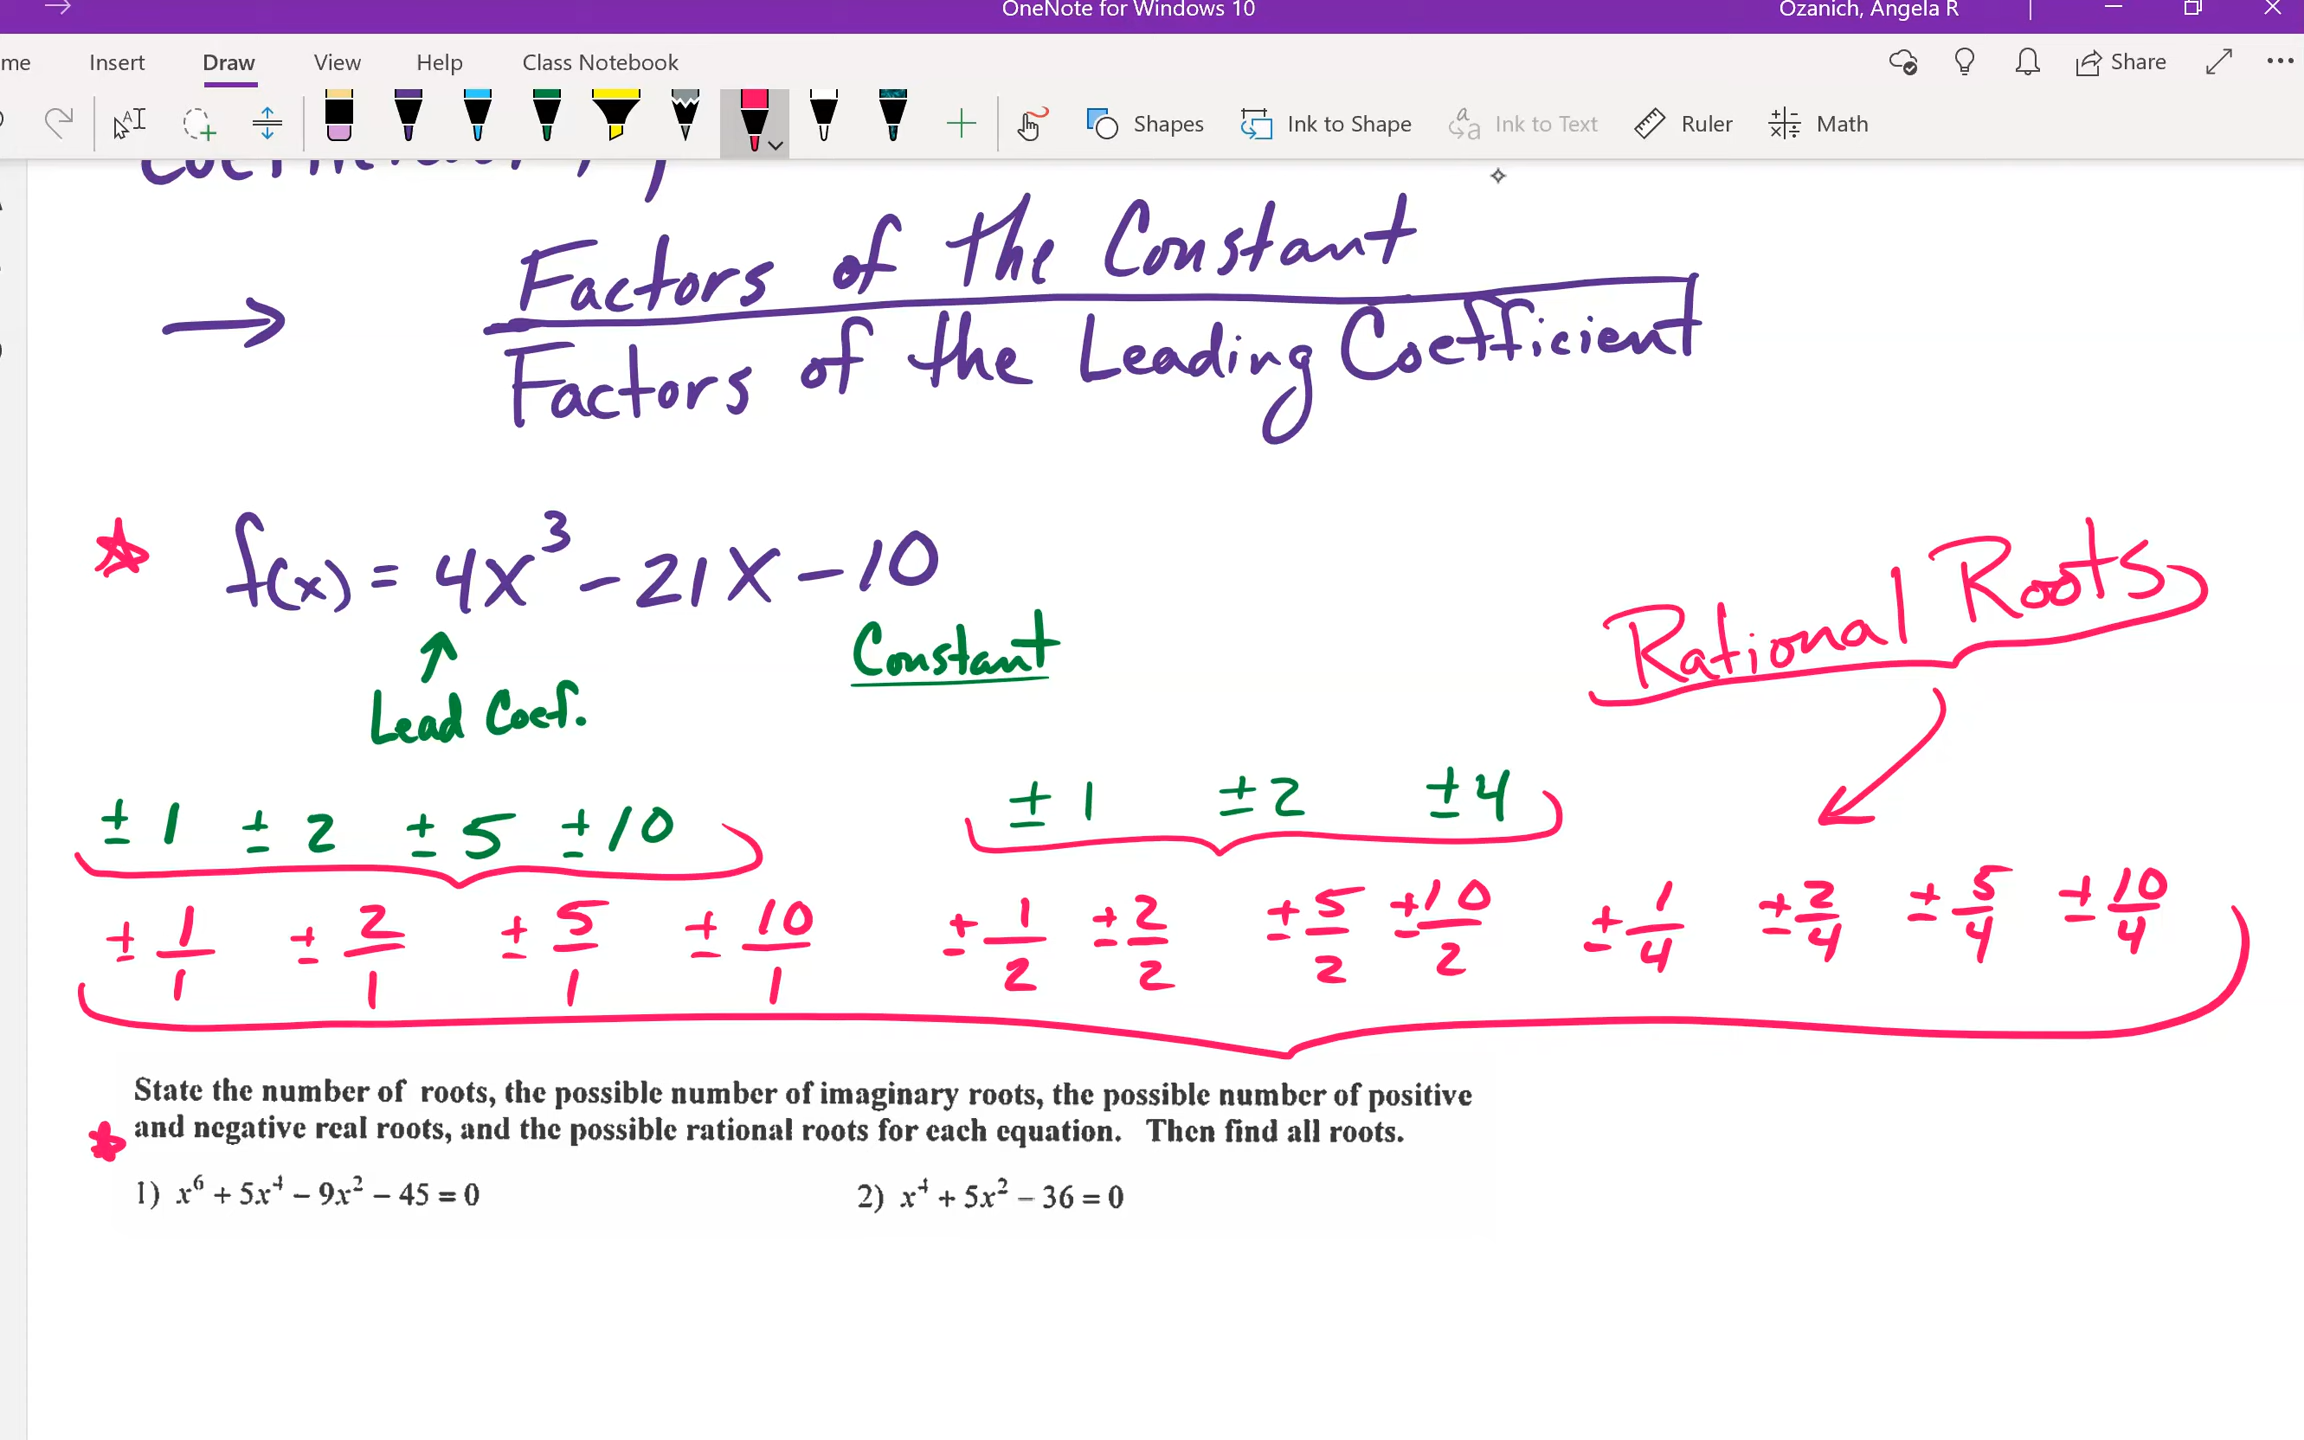 OneNote for Windows 10 Ozanich, Angela R
me Insert Draw View Help Class Notebook Share
Shapes Ink to Shape Ink to Text Ruler Math
Factors of the Constant
→ Factors of the Leading Coefficient
f(x) = 4x³ - 21x - 10
Rational Roots
Constant
↑
Lead Coef.
± 1 ± 2 ± 5 ± 10 ± 1 ± 2 ± 4
± 1/1 ± 2/1 ± 5/1 ± 10/1 ± 1/2 ± 2/2 ± 5/2 ± 10/2 ± 1/4 ± 2/4 ± 5/4 ± 10/4
State the number of roots, the possible number of imaginary roots, the possible number of positive
and negative real roots, and the possible rational roots for each equation. Then find all roots.
1) x⁶ + 5x⁴ – 9x² – 45 = 0 2) x⁴ + 5x² – 36 = 0